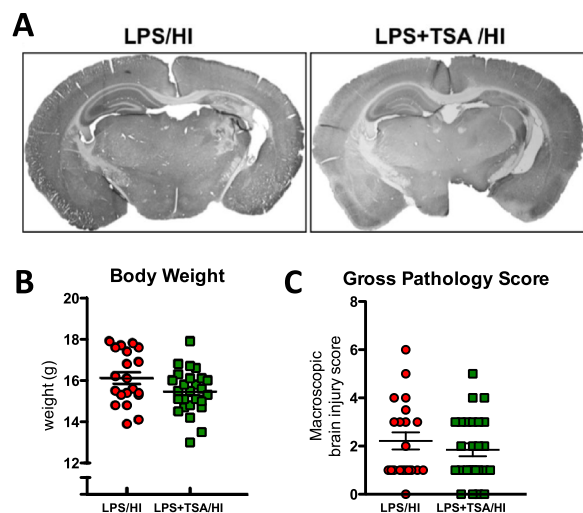 A
LPS/HI
LPS+TSA /HI
B
Body Weight
20
18
16
14
12
0
weight (g)
LPS/HI
LPS+TSA/HI
C
Gross Pathology Score
8
6
4
2
0
Macroscopic
brain injury score
LPS/HI
LPS+TSA/HI